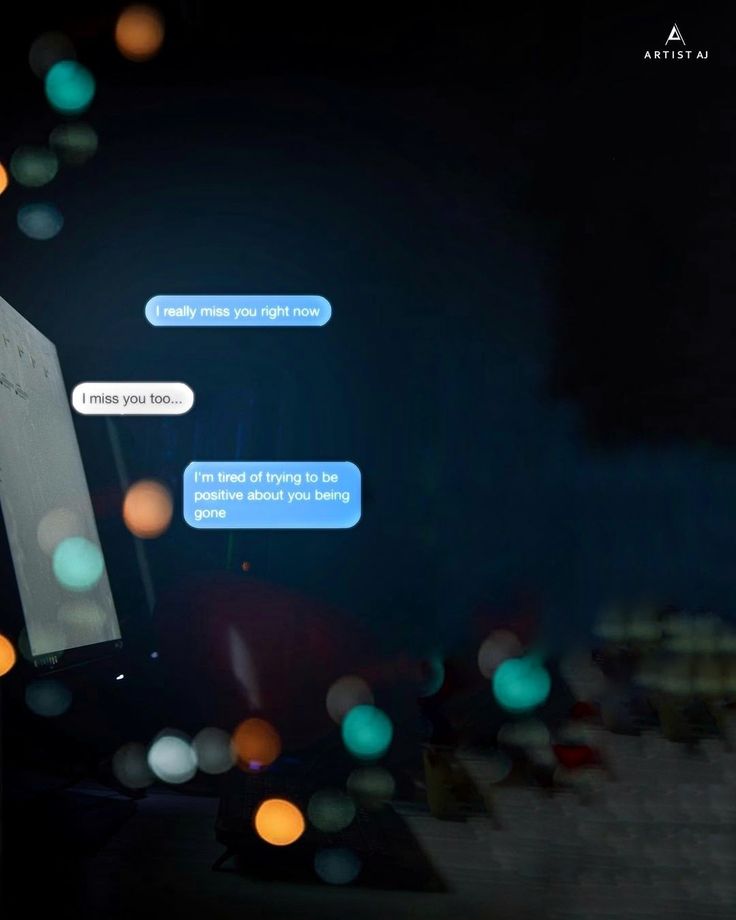 ARTIST AJ
I really miss you right now
I miss you too...
I'm tired of trying to be
positive about you being
gone